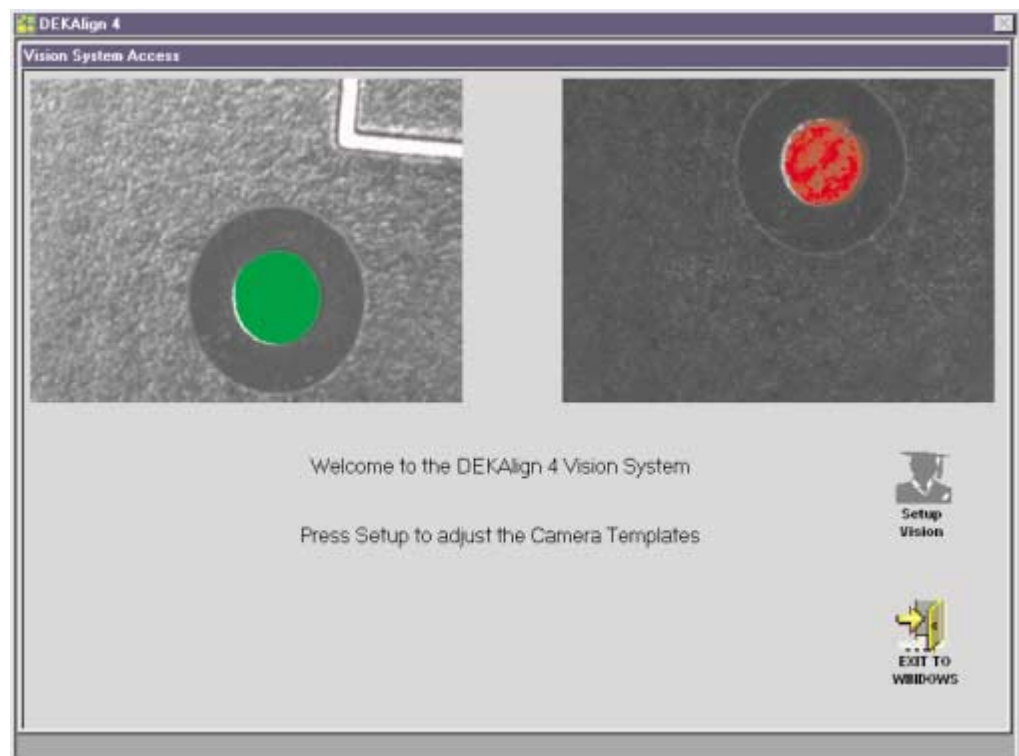 DEKAlign 4
Vision System Access
Welcome to the DEKAlign 4 Vision System
Press Setup to adjust the Camera Templates
Setup
Vision
EXIT TO
WINDOWS